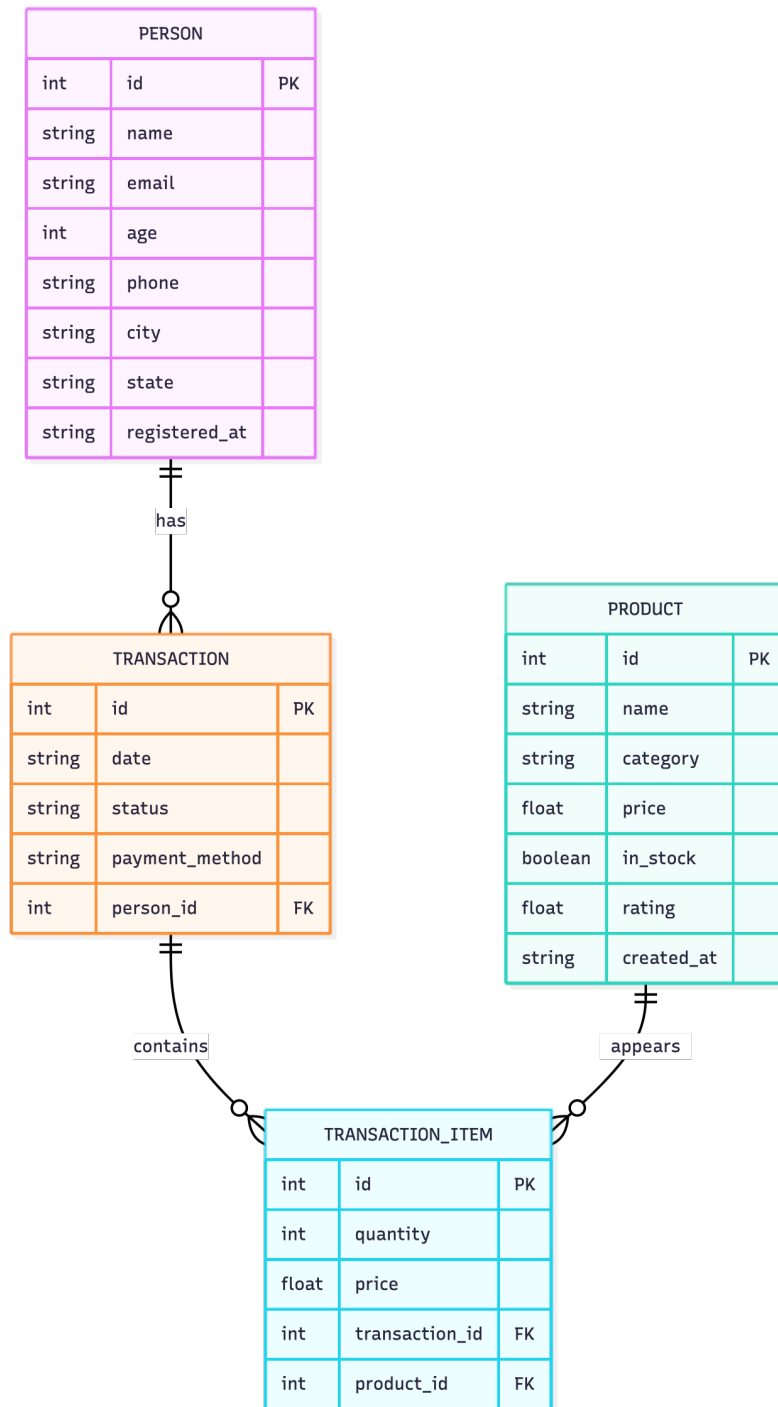 PERSON
int id PK
string name
string email
int age
string phone
string city
string state
string registered_at
has
TRANSACTION
int id PK
string date
string status
string payment_method
int person_id FK
PRODUCT
int id PK
string name
string category
float price
boolean in_stock
float rating
string created_at
contains
appears
TRANSACTION_ITEM
int id PK
int quantity
float price
int transaction_id FK
int product_id FK